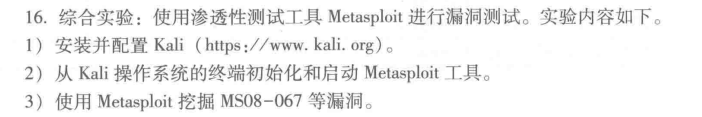 16. 综合实验：使用渗透性测试工具 Metasploit 进行漏洞测试。实验内容如下。
1）安装并配置 Kali（https://www.kali.org）。
2）从 Kali 操作系统的终端初始化和启动 Metasploit 工具。
3）使用 Metasploit 挖掘 MS08-067 等漏洞。